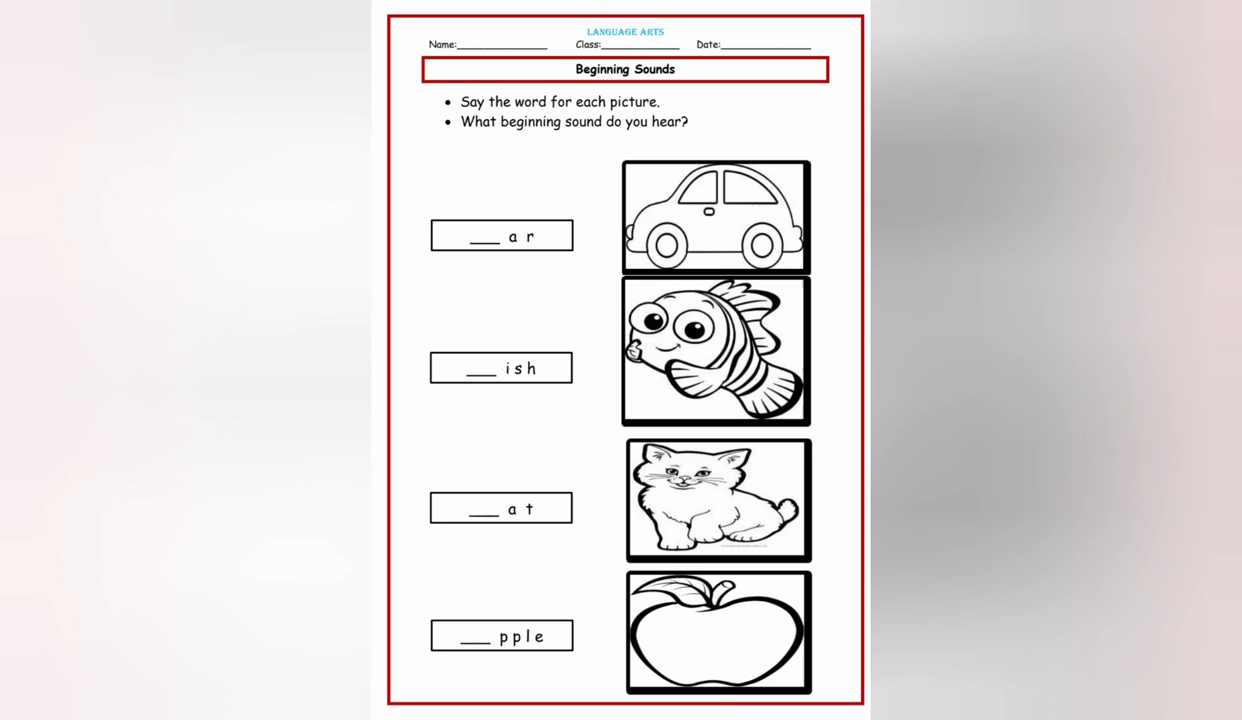 LANGUAGE ARTS
Name:_______________ Class:_____________ Date:_______________
Beginning Sounds
• Say the word for each picture.
• What beginning sound do you hear?
___ a r
___ i s h
___ a t
___ p p l e